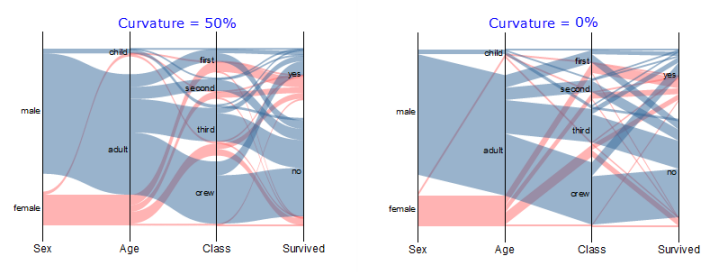 Curvature = 50%
child
first
yes
second
male
third
adult
no
crew
female
Sex Age Class Survived
Curvature = 0%
child
first
yes
second
male
third
adult
no
crew
female
Sex Age Class Survived